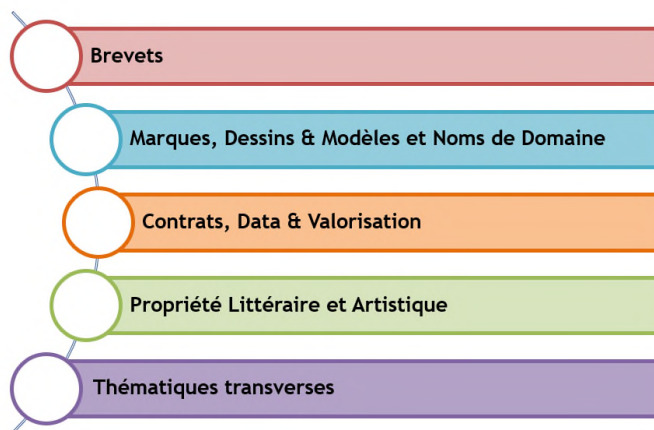 Brevets
Marques, Dessins & Modèles et Noms de Domaine
Contrats, Data & Valorisation
Propriété Littéraire et Artistique
Thématiques transverses